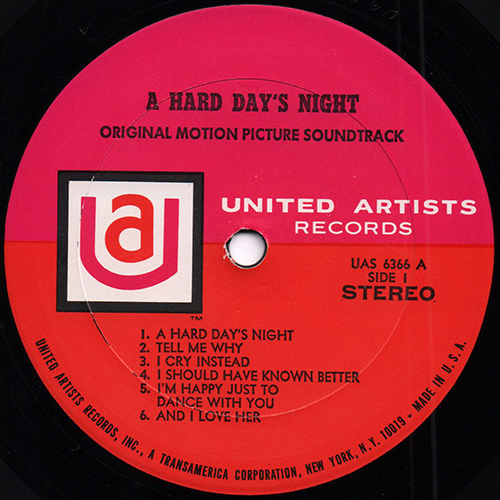 A HARD DAY'S NIGHT
ORIGINAL MOTION PICTURE SOUNDTRACK
ua
UNITED ARTISTS
RECORDS
UAS 6366 A
SIDE 1
STEREO
TM
1. A HARD DAY'S NIGHT
2. TELL ME WHY
3. I CRY INSTEAD
4. I SHOULD HAVE KNOWN BETTER
5. I'M HAPPY JUST TO
DANCE WITH YOU
6. AND I LOVE HER
UNITED ARTISTS RECORDS, INC., A TRANSAMERICA CORPORATION, NEW YORK, N.Y. 10019 • MADE IN U.S.A.